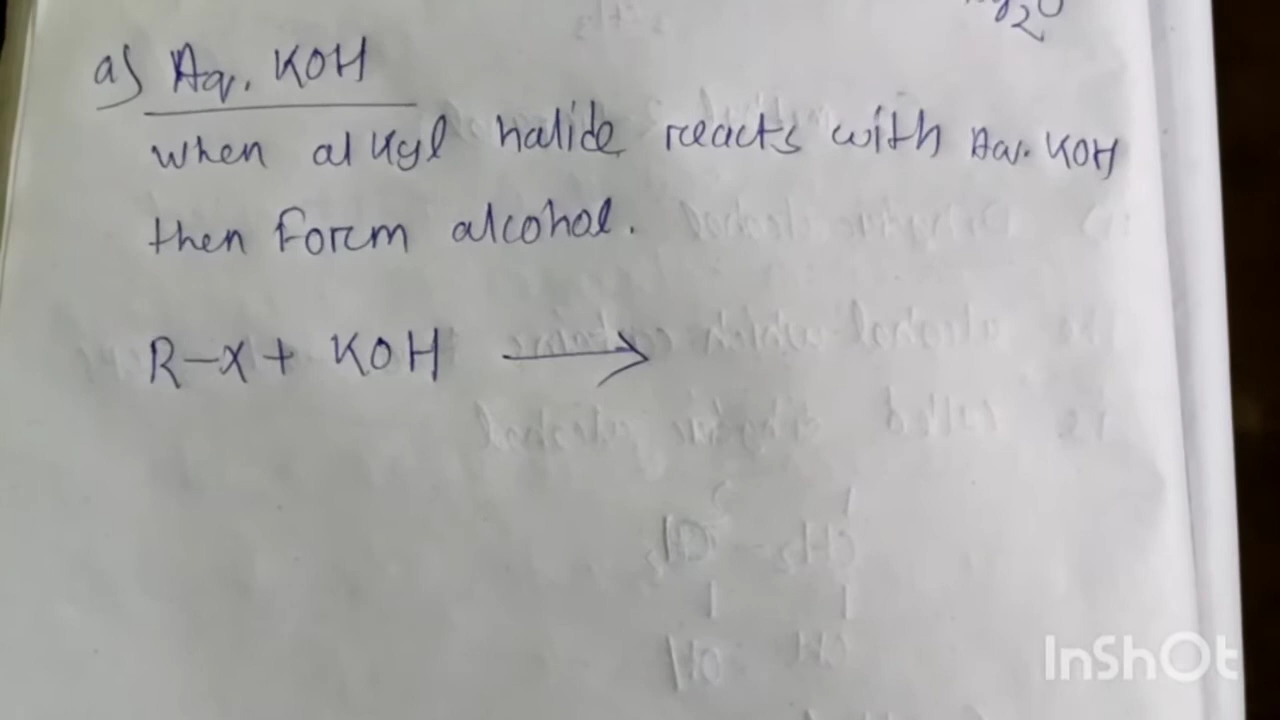 a) Aq. KOH
when alkyl halide reacts with Aq. KOH
then form alcohol.
R-X + KOH ⟶
InShOt